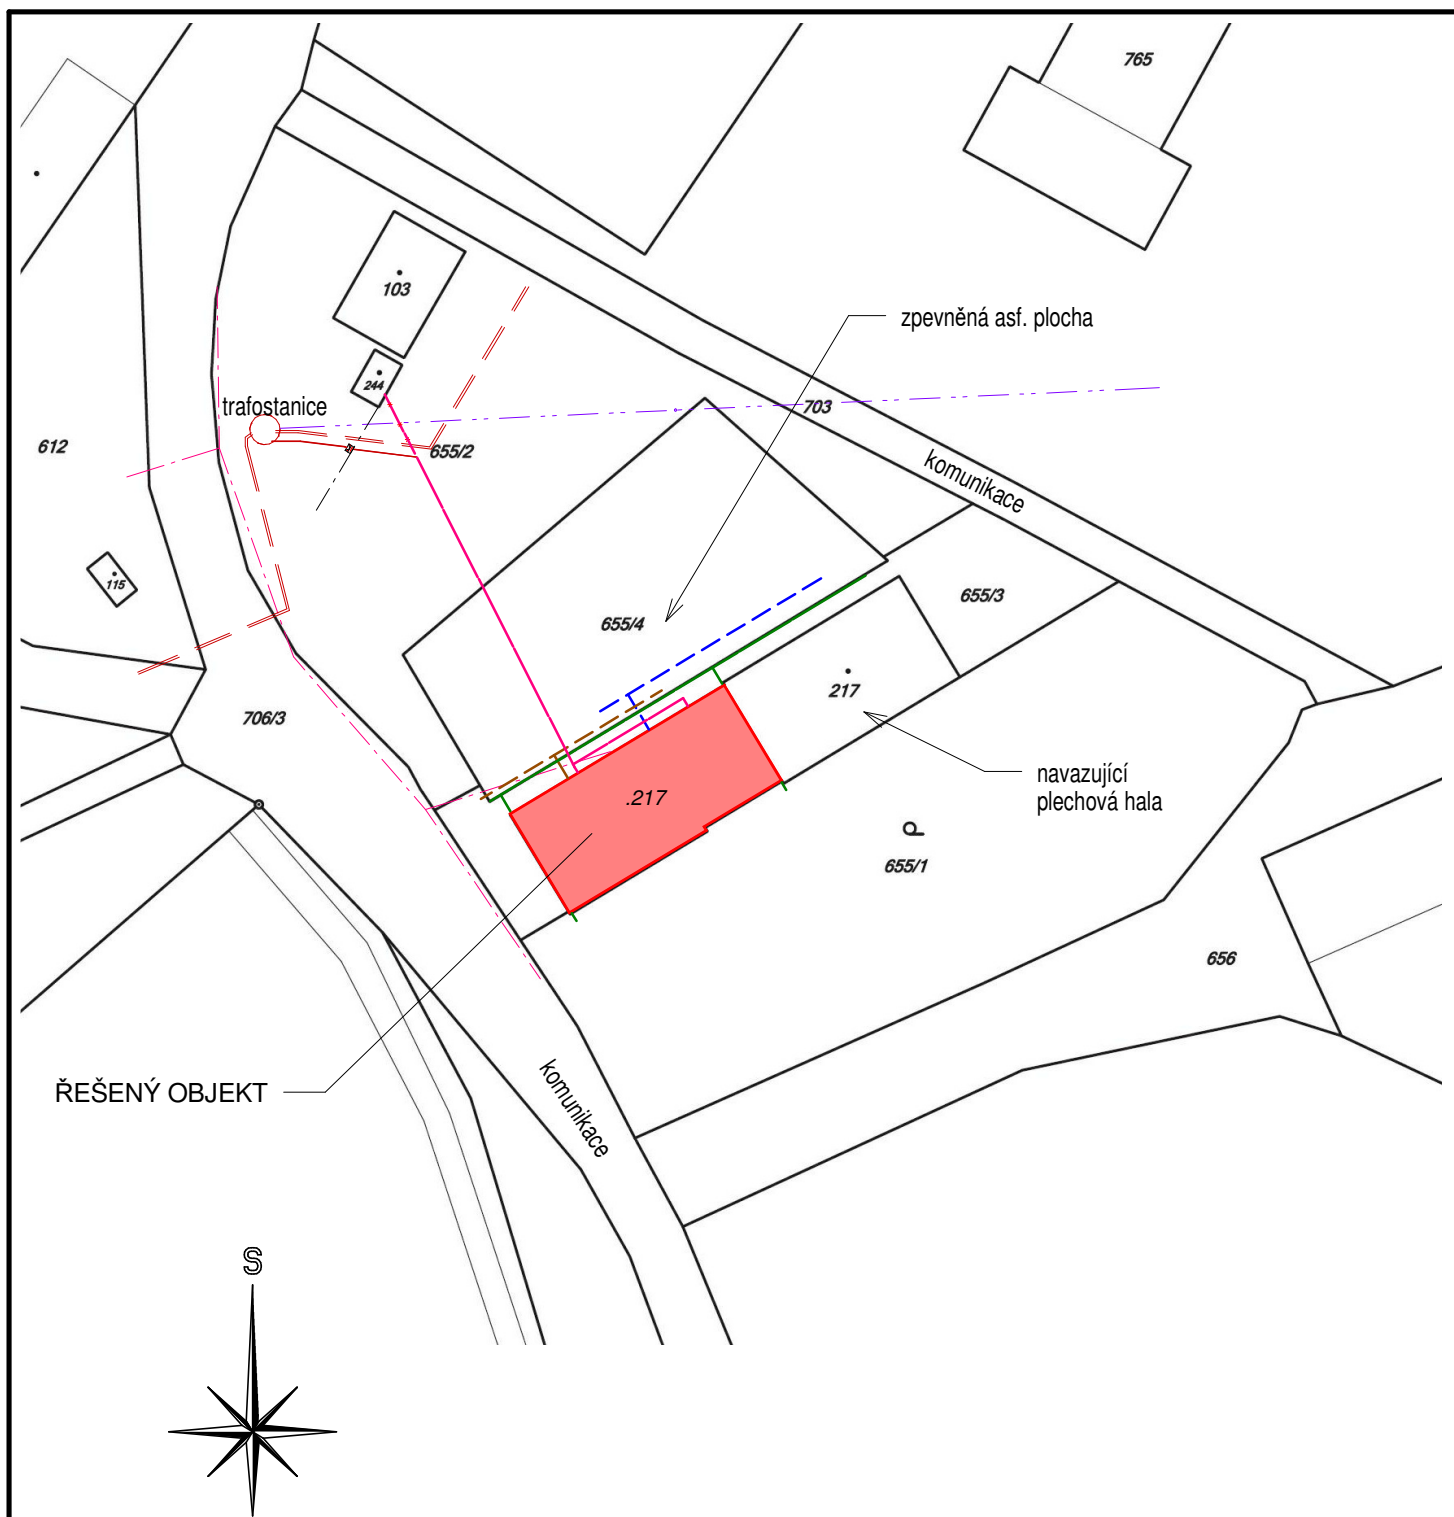 765
103
zpevněná asf. plocha
244
trafostanice
703
612
655/2
komunikace
115
655/3
655/4
217
706/3
navazující
plechová hala
.217
655/1
656
ŘEŠENÝ OBJEKT
komunikace
S